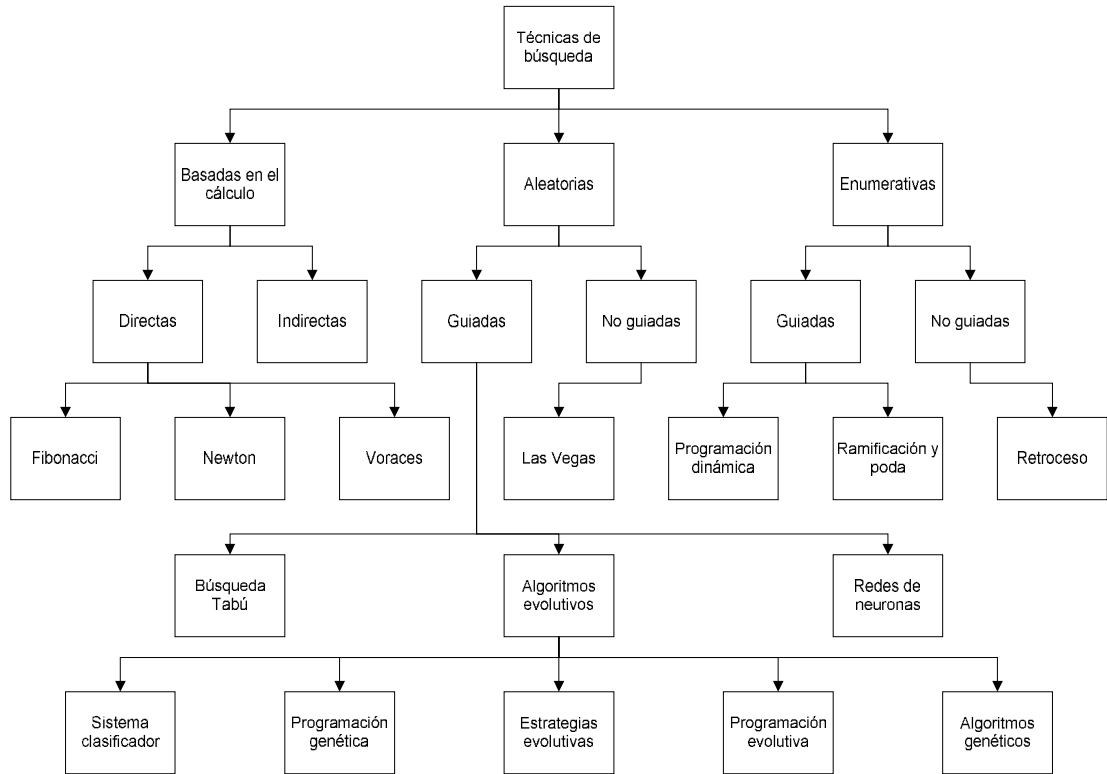 Técnicas de
búsqueda
Basadas en el
cálculo
Aleatorias
Enumerativas
Directas
Indirectas
Guiadas
No guiadas
Guiadas
No guiadas
Fibonacci
Newton
Voraces
Las Vegas
Programación
dinámica
Ramificación y
poda
Retroceso
Búsqueda
Tabú
Algoritmos
evolutivos
Redes de
neuronas
Sistema
clasificador
Programación
genética
Estrategias
evolutivas
Programación
evolutiva
Algoritmos
genéticos